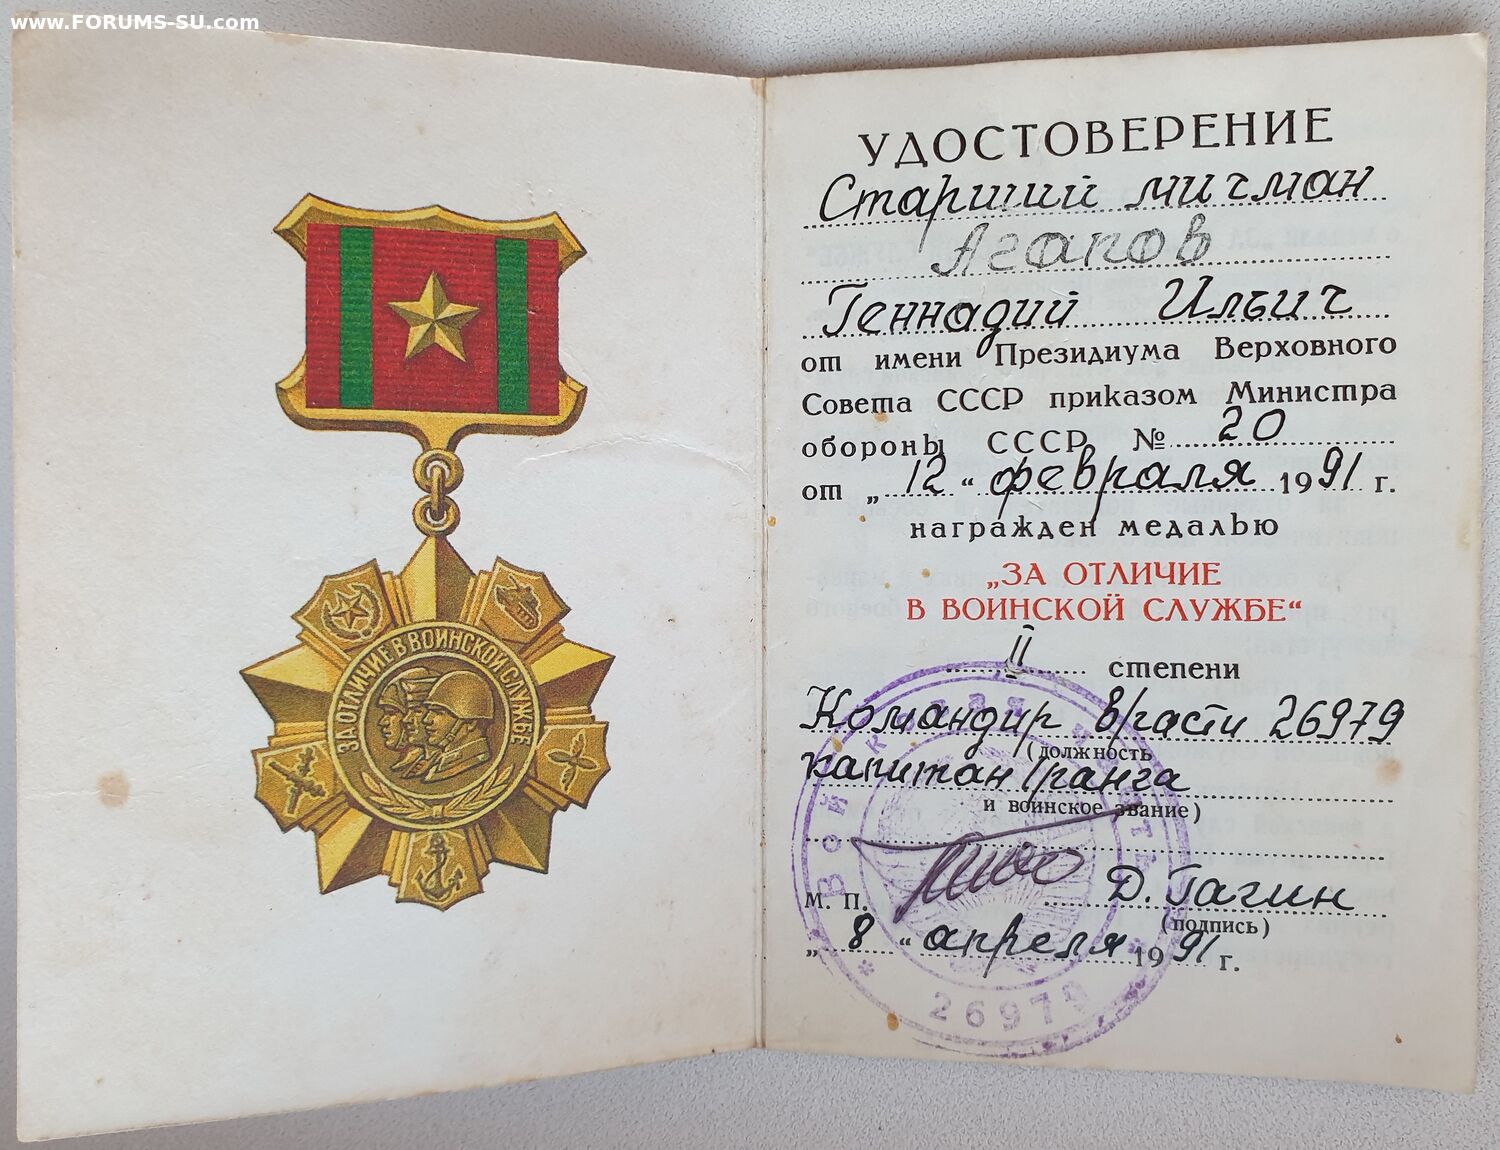 www.FORUMS-SU.com
ЗА ОТЛИЧИЕ В ВОИНСКОЙ СЛУЖБЕ
УДОСТОВЕРЕНИЕ
Старший мичман
Агапов
Геннадий Ильич
от имени Президиума Верховного
Совета СССР приказом Министра
обороны СССР № 20
от „12“ февраля 1991 г.
награжден медалью
„ЗА ОТЛИЧИЕ
В ВОИНСКОЙ СЛУЖБЕ“
II степени
Командир в/части 26979
(должность
капитан I ранга
и воинское звание)
М. П. Д. Гагин
(подпись)
„8“ апреля 1991 г.
Войсковая часть
* 26979 *